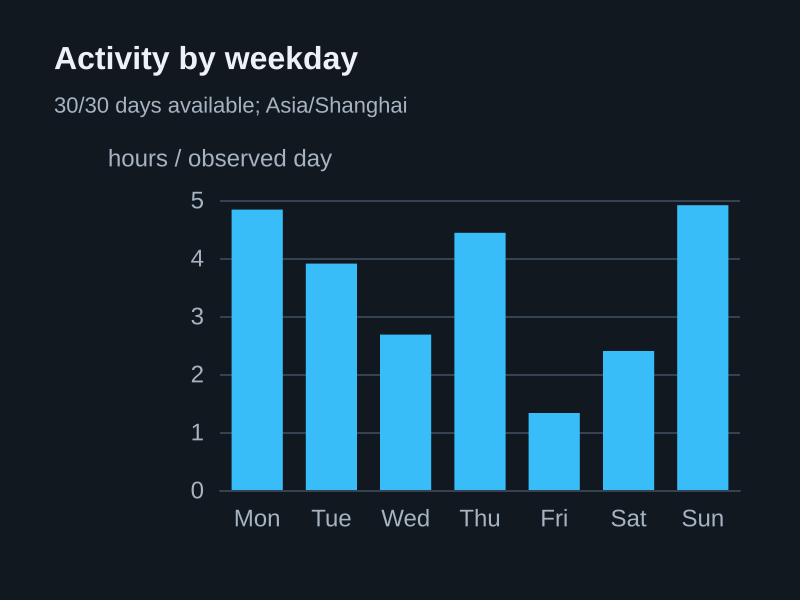 Activity by weekday
30/30 days available; Asia/Shanghai
hours / observed day
5
4
3
2
1
0
Mon Tue Wed Thu Fri Sat Sun